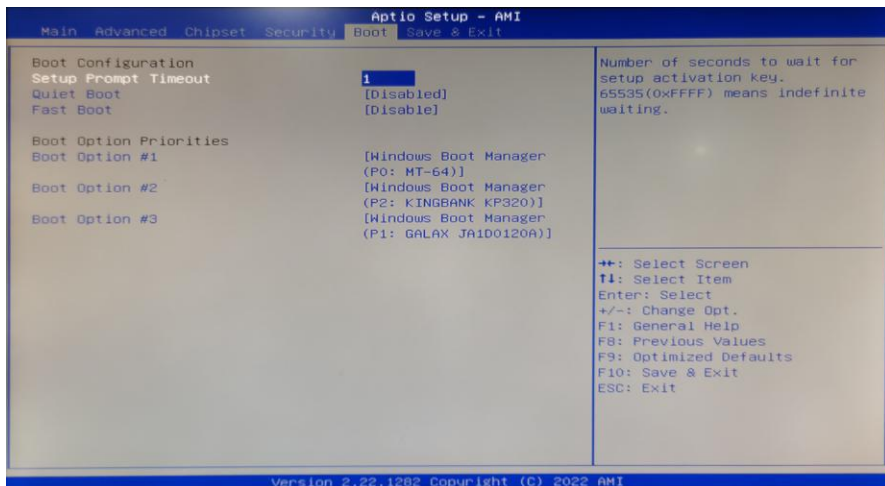 Aptio Setup - AMI
Main Advanced Chipset Security Boot Save & Exit
Boot Configuration
Setup Prompt Timeout 1
Quiet Boot [Disabled]
Fast Boot [Disable]
Boot Option Priorities
Boot Option #1 [Windows Boot Manager
(P0: MT-64)]
Boot Option #2 [Windows Boot Manager
(P2: KINGBANK KP320)]
Boot Option #3 [Windows Boot Manager
(P1: GALAX JA1D0120A)]
Number of seconds to wait for
setup activation key.
65535(0xFFFF) means indefinite
waiting.
→←: Select Screen
↑↓: Select Item
Enter: Select
+/-: Change Opt.
F1: General Help
F8: Previous Values
F9: Optimized Defaults
F10: Save & Exit
ESC: Exit
Version 2.22.1282 Copyright (C) 2022 AMI